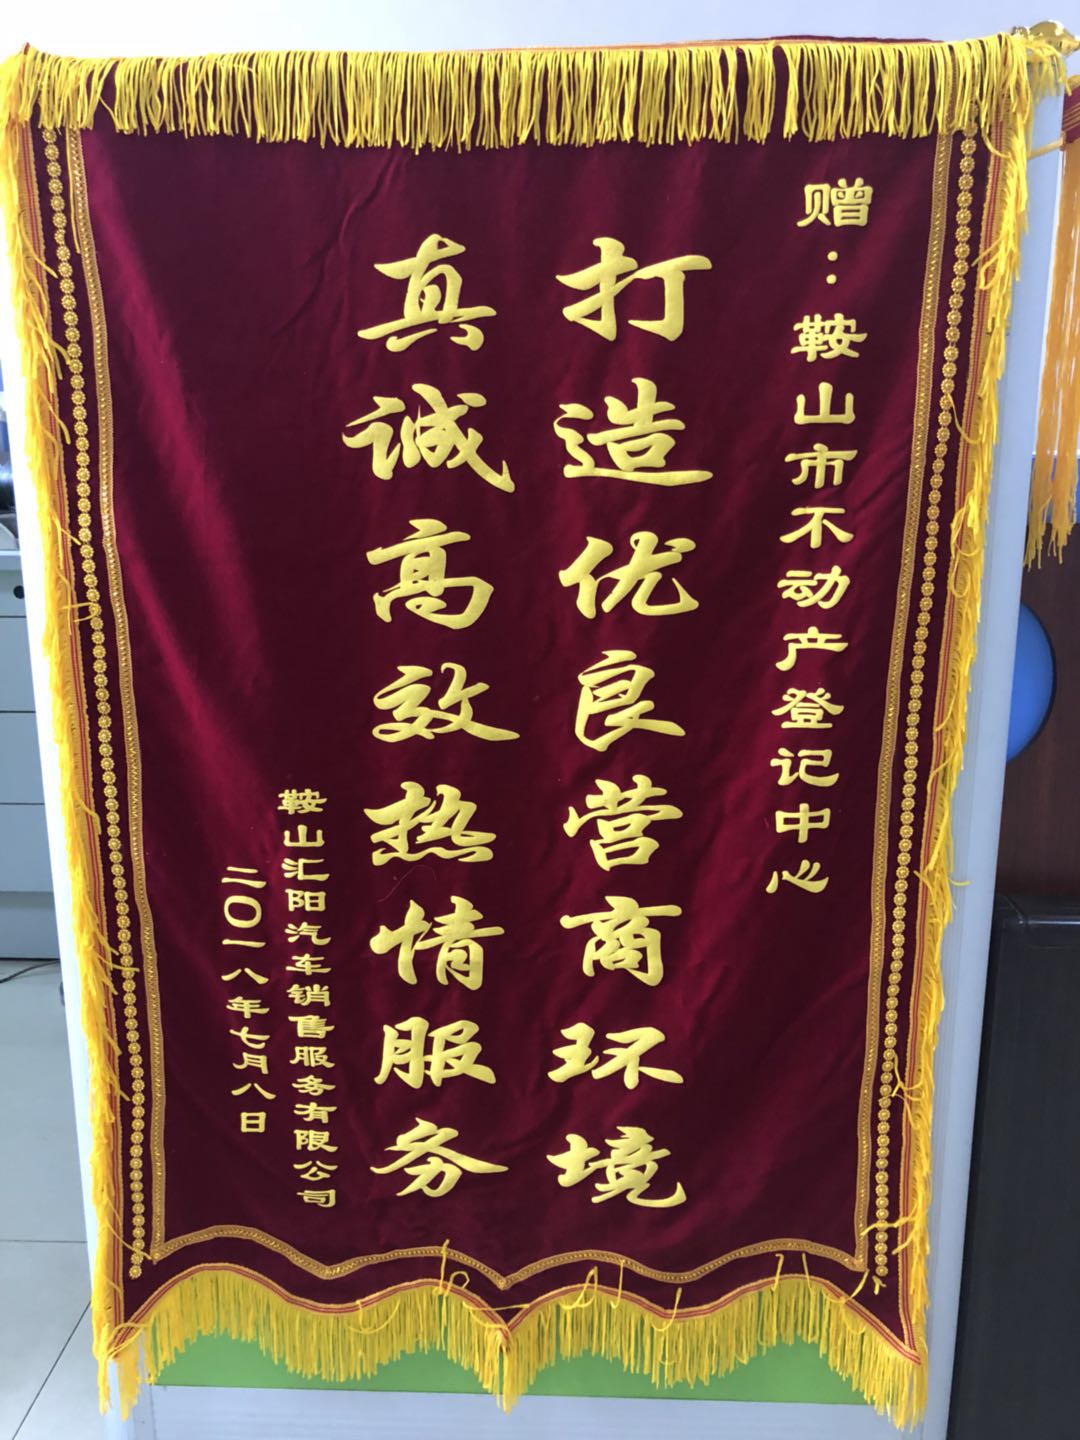 赠：鞍山市不动产登记中心
打造优良营商环境
真诚高效热情服务
鞍山汇阳汽车销售服务有限公司
二〇一八年七月八日